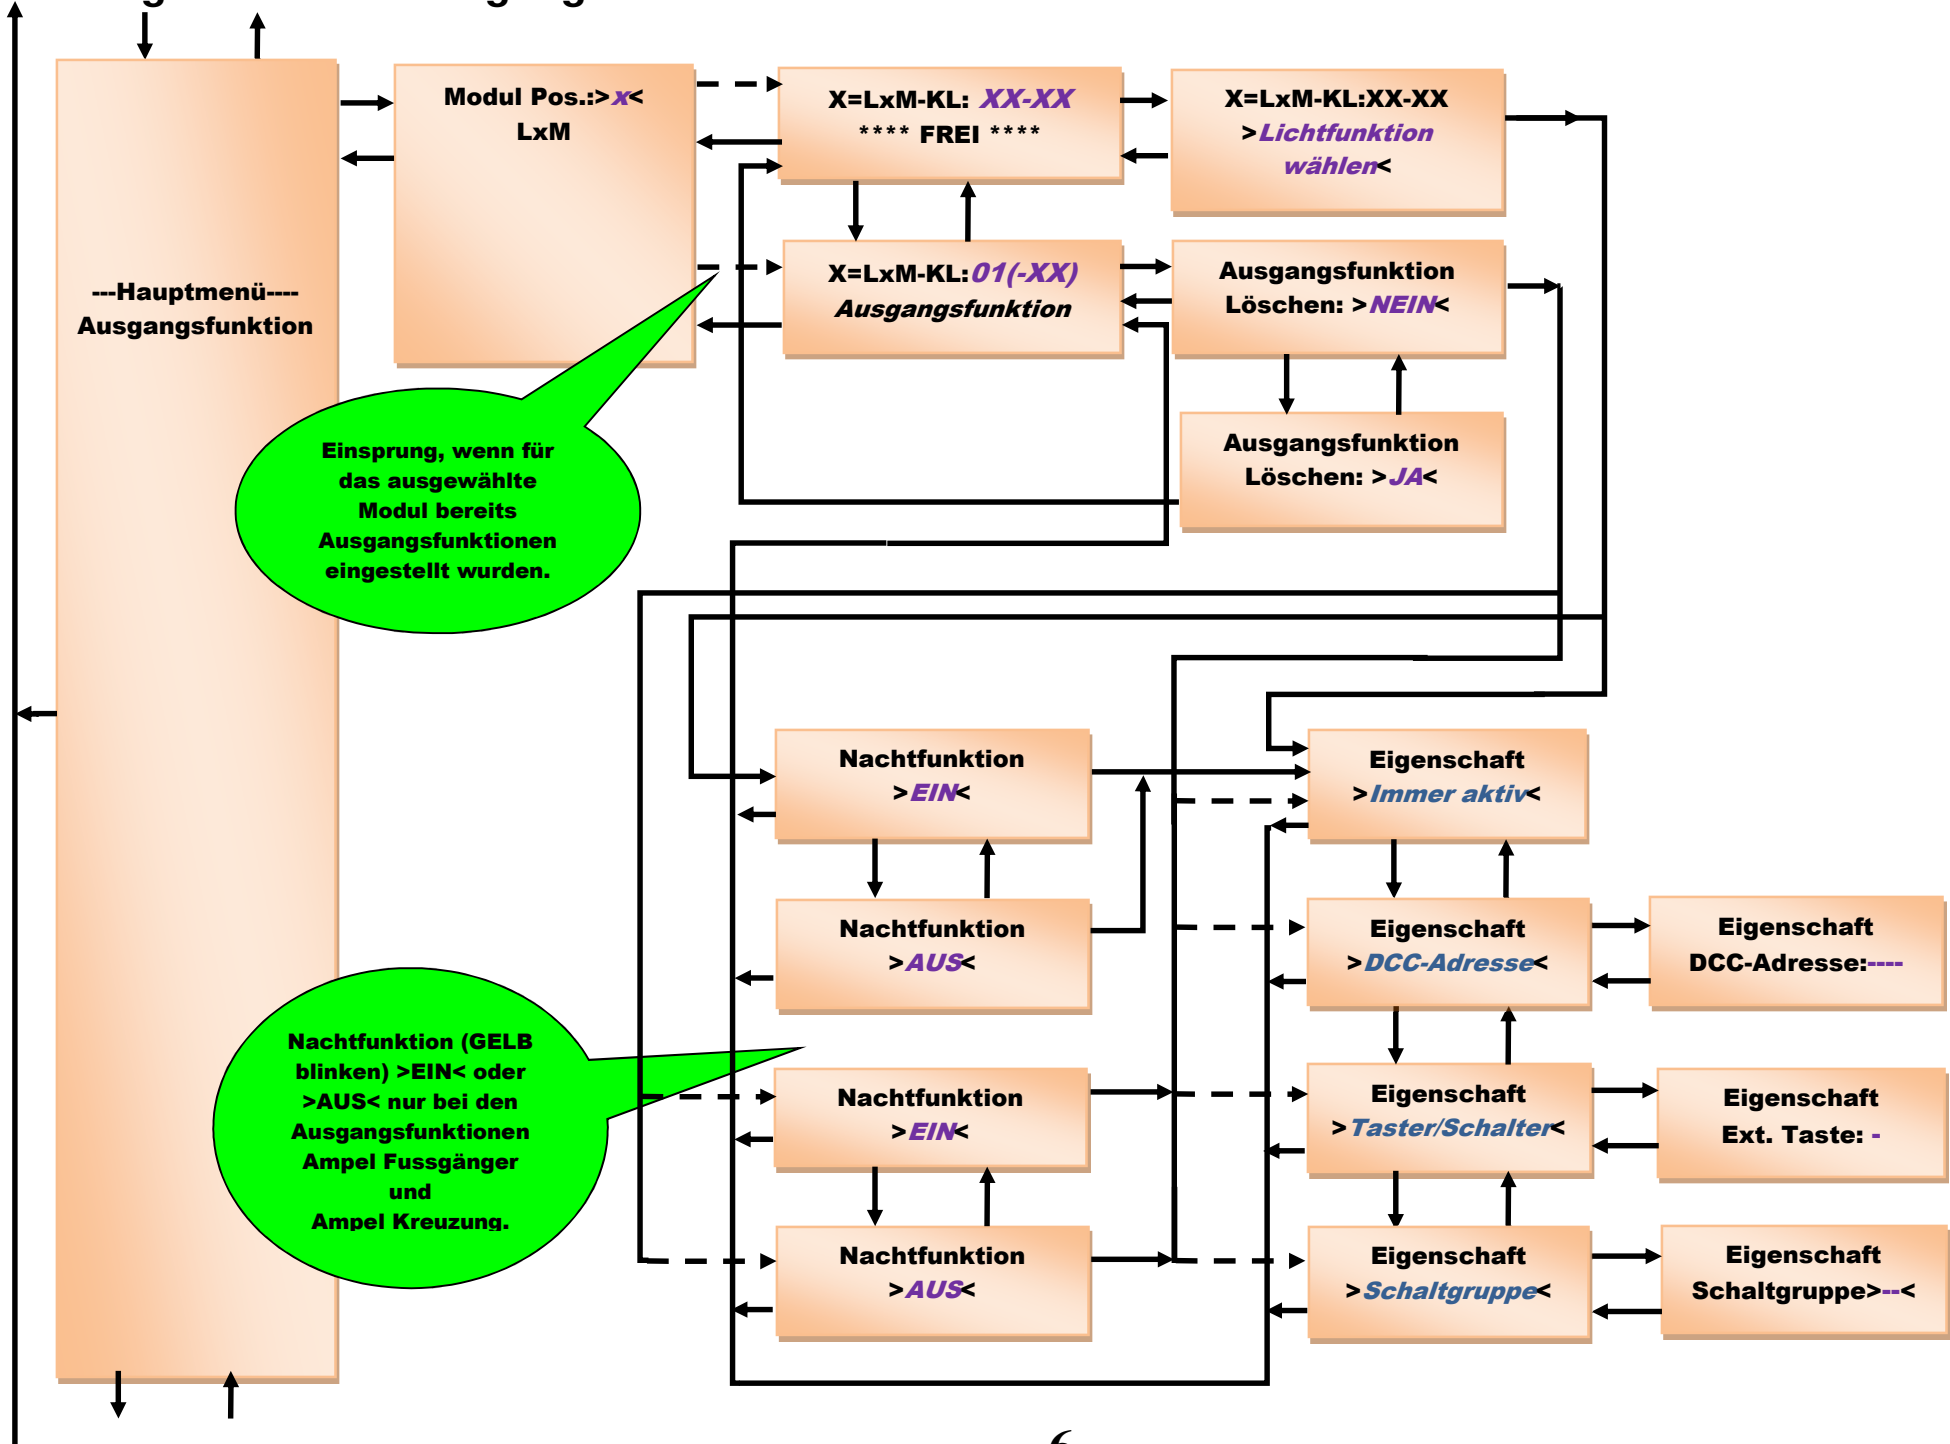 ---Hauptmenü----
Ausgangsfunktion
Modul Pos.:>x<
LxM
X=LxM-KL: XX-XX
**** FREI ****
X=LxM-KL:XX-XX
>Lichtfunktion
wählen<
X=LxM-KL:01(-XX)
Ausgangsfunktion
Ausgangsfunktion
Löschen: >NEIN<
Ausgangsfunktion
Löschen: >JA<
Einsprung, wenn für
das ausgewählte
Modul bereits
Ausgangsfunktionen
eingestellt wurden.
Nachtfunktion
>EIN<
Eigenschaft
>Immer aktiv<
Nachtfunktion
>AUS<
Eigenschaft
>DCC-Adresse<
Eigenschaft
DCC-Adresse:----
Nachtfunktion (GELB
blinken) >EIN< oder
>AUS< nur bei den
Ausgangsfunktionen
Ampel Fussgänger
und
Ampel Kreuzung.
Nachtfunktion
>EIN<
Eigenschaft
>Taster/Schalter<
Eigenschaft
Ext. Taste: -
Nachtfunktion
>AUS<
Eigenschaft
>Schaltgruppe<
Eigenschaft
Schaltgruppe>--<
6